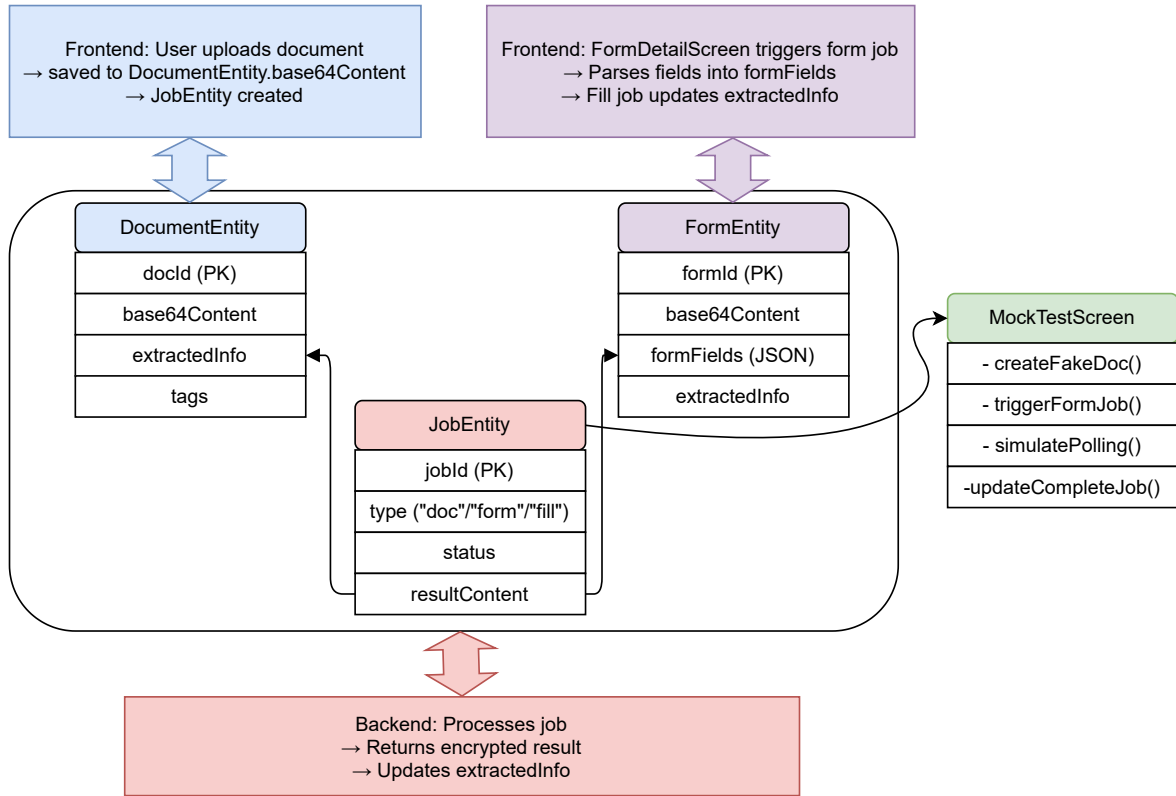 Frontend: User uploads document
→ saved to DocumentEntity.base64Content
→ JobEntity created
Frontend: FormDetailScreen triggers form job
→ Parses fields into formFields
→ Fill job updates extractedInfo
DocumentEntity
docId (PK)
base64Content
extractedInfo
tags
FormEntity
formId (PK)
base64Content
formFields (JSON)
extractedInfo
JobEntity
jobId (PK)
type ("doc"/"form"/"fill")
status
resultContent
MockTestScreen
- createFakeDoc()
- triggerFormJob()
- simulatePolling()
-updateCompleteJob()
Backend: Processes job
→ Returns encrypted result
→ Updates extractedInfo